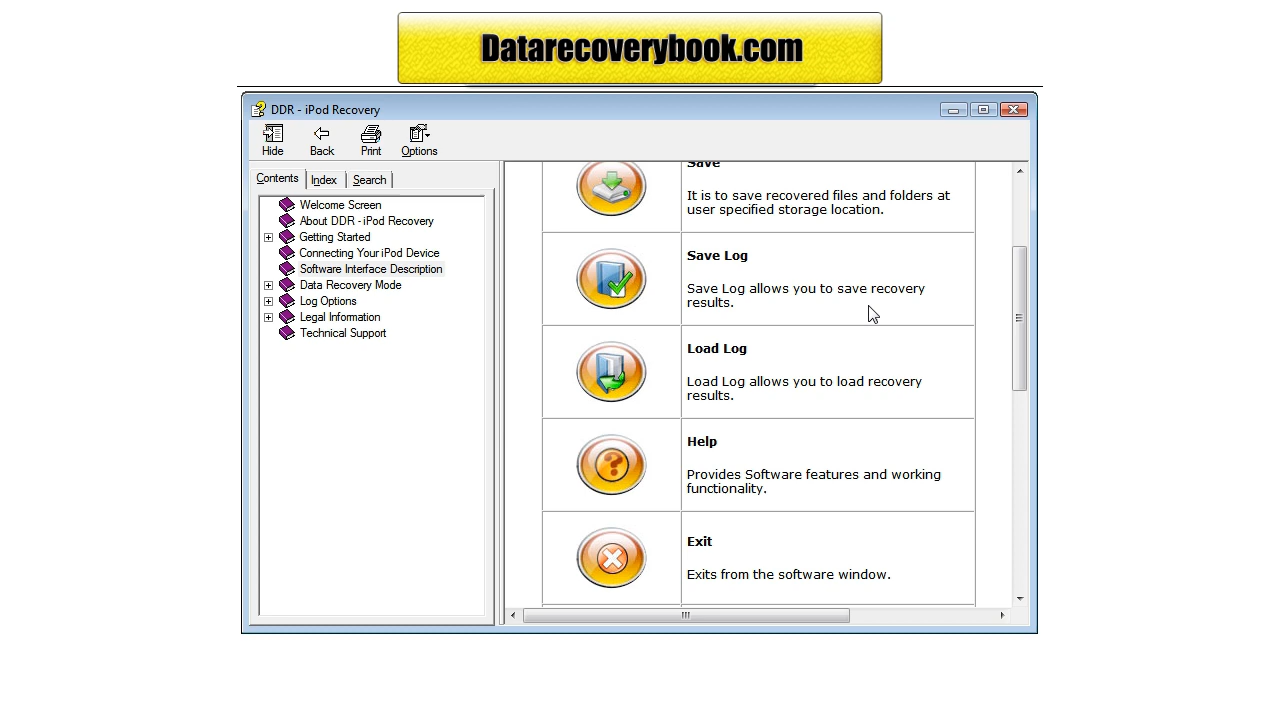 Datarecoverybook.com
DDR - iPod Recovery
Hide Back Print Options
Contents Index Search
Welcome Screen
About DDR - iPod Recovery
Getting Started
Connecting Your iPod Device
Software Interface Description
Data Recovery Mode
Log Options
Legal Information
Technical Support
Save
It is to save recovered files and folders at
user specified storage location.
Save Log
Save Log allows you to save recovery
results.
Load Log
Load Log allows you to load recovery
results.
Help
Provides Software features and working
functionality.
Exit
Exits from the software window.